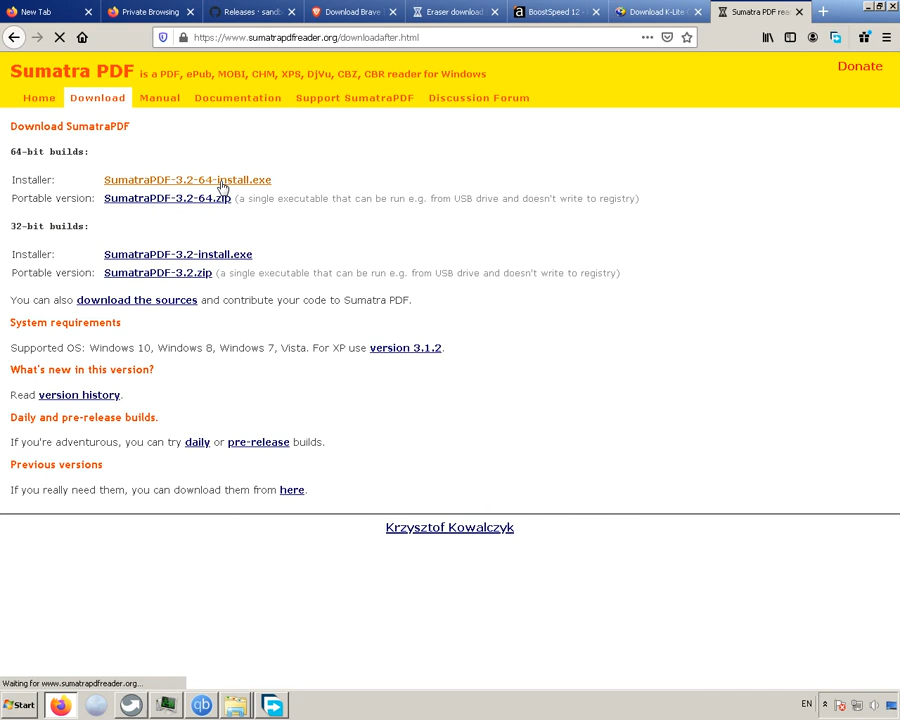 New Tab
Private Browsing
Releases · sandb
Download Brave
Eraser download
BoostSpeed 12 -
Download K-Lite
Sumatra PDF rea
https://www.sumatrapdfreader.org/downloadafter.html
Sumatra PDF is a PDF, ePub, MOBI, CHM, XPS, DjVu, CBZ, CBR reader for Windows
Donate
Home Download Manual Documentation Support SumatraPDF Discussion Forum
Download SumatraPDF
64-bit builds:
Installer: SumatraPDF-3.2-64-install.exe
Portable version: SumatraPDF-3.2-64.zip (a single executable that can be run e.g. from USB drive and doesn't write to registry)
32-bit builds:
Installer: SumatraPDF-3.2-install.exe
Portable version: SumatraPDF-3.2.zip (a single executable that can be run e.g. from USB drive and doesn't write to registry)
You can also download the sources and contribute your code to Sumatra PDF.
System requirements
Supported OS: Windows 10, Windows 8, Windows 7, Vista. For XP use version 3.1.2.
What's new in this version?
Read version history.
Daily and pre-release builds.
If you're adventurous, you can try daily or pre-release builds.
Previous versions
If you really need them, you can download them from here.
Krzysztof Kowalczyk
Waiting for www.sumatrapdfreader.org...
Start
qb
EN